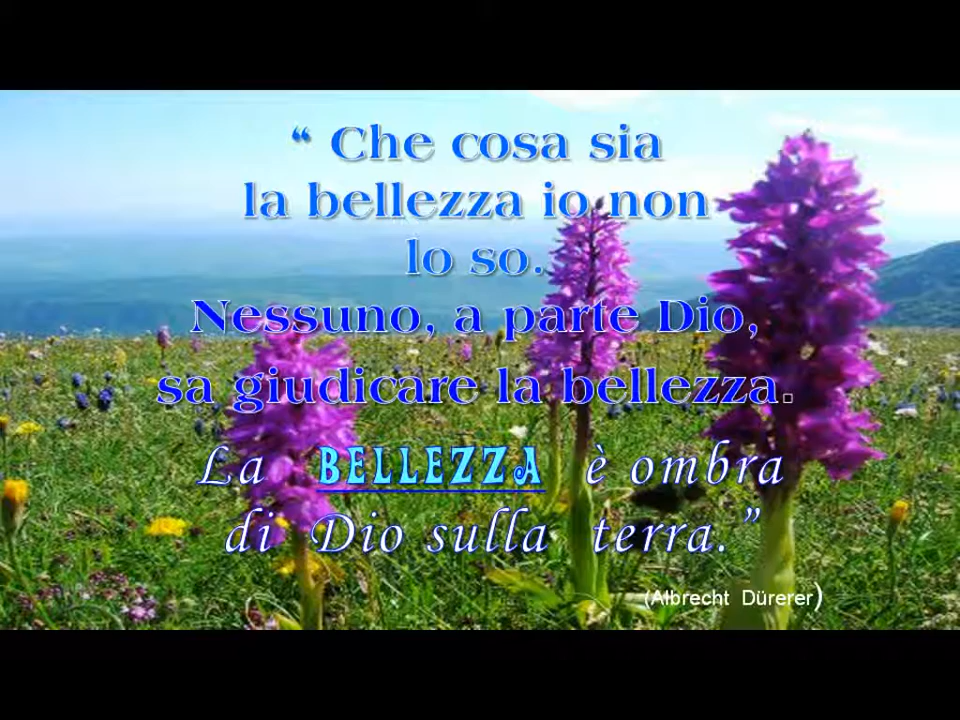 “ Che cosa sia
la bellezza io non
lo so.
Nessuno, a parte Dio,
sa giudicare la bellezza.
La BELLEZZA è ombra
di Dio sulla terra.”
(Albrecht Dürerer)